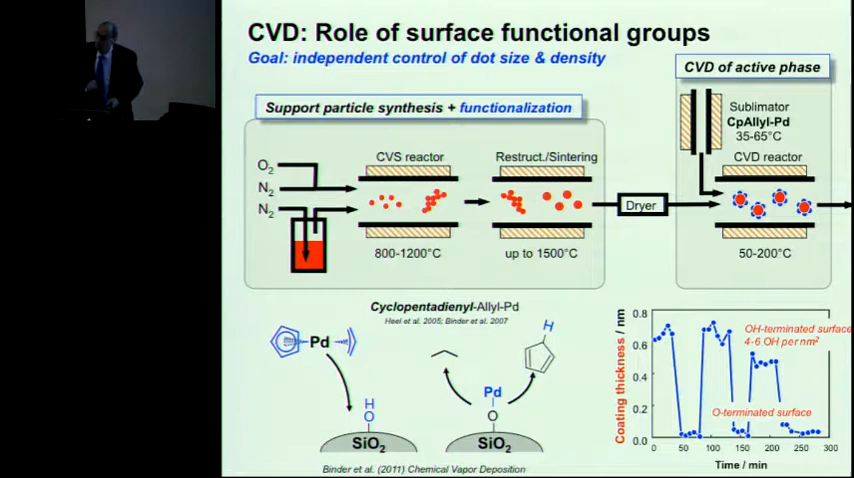 CVD: Role of surface functional groups
Goal: independent control of dot size & density
CVD of active phase
Support particle synthesis + functionalization
Sublimator
CpAllyl-Pd
35-65°C
O2
N2
N2
CVS reactor
Restruct./Sintering
CVD reactor
Dryer
800-1200°C
up to 1500°C
50-200°C
Cyclopentadienyl-Allyl-Pd
Heel et al. 2005; Binder et al. 2007
Pd
H
O
SiO2
H
Pd
O
SiO2
Binder et al. (2011) Chemical Vapor Deposition
Coating thickness / nm
0.8
0.6
0.4
0.2
0.0
OH-terminated surface
4-6 OH per nm2
O-terminated surface
0 50 100 150 200 250 300
Time / min